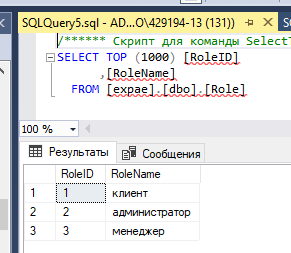 SQLQuery5.sql - AD...O\429194-13 (131))
/****** Скрипт для команды SelectT
SELECT TOP (1000) [RoleID]
,[RoleName]
FROM [expae].[dbo].[Role]
100 %
Результаты Сообщения
RoleID RoleName
1 1 клиент
2 2 администратор
3 3 менеджер